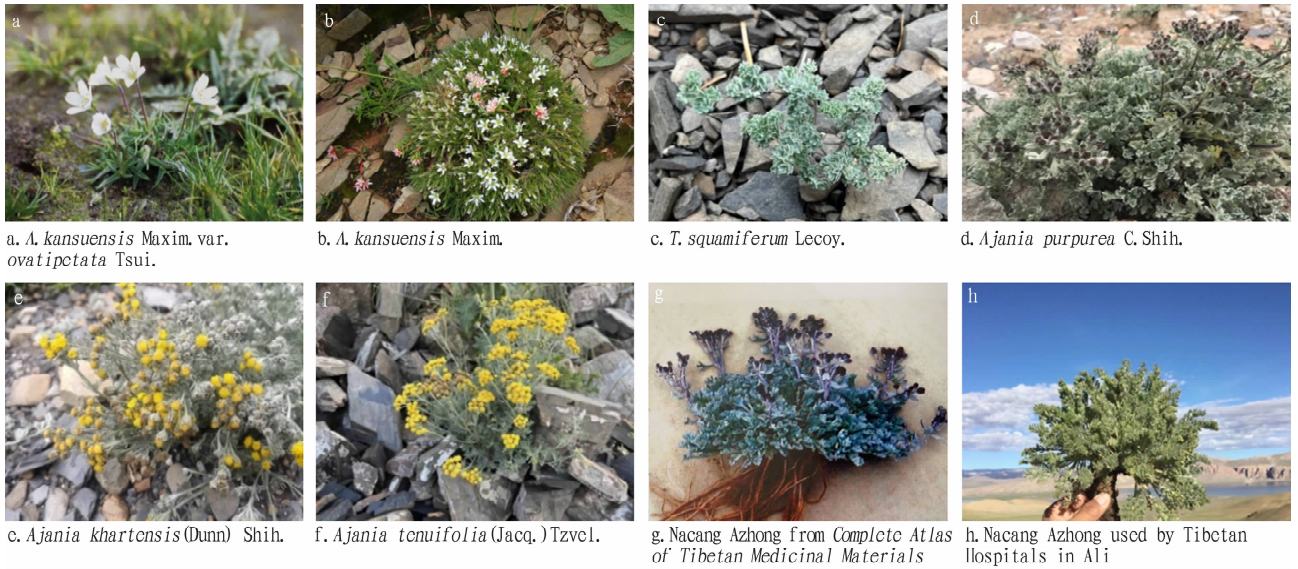 a
b
c
d
a. A. kansuensis Maxim. var.
ovatipctata Tsui.
b. A. kansuensis Maxim.
c. T. squamiferum Lecoy.
d. Ajania purpurea C. Shih.
e
f
g
h
e. Ajania khartensis (Dunn) Shih.
f. Ajania tenuifolia (Jacq.) Tzvel.
g. Nacang Azhong from Complete Atlas
of Tibetan Medicinal Materials
h. Nacang Azhong used by Tibetan
Hospitals in Ali